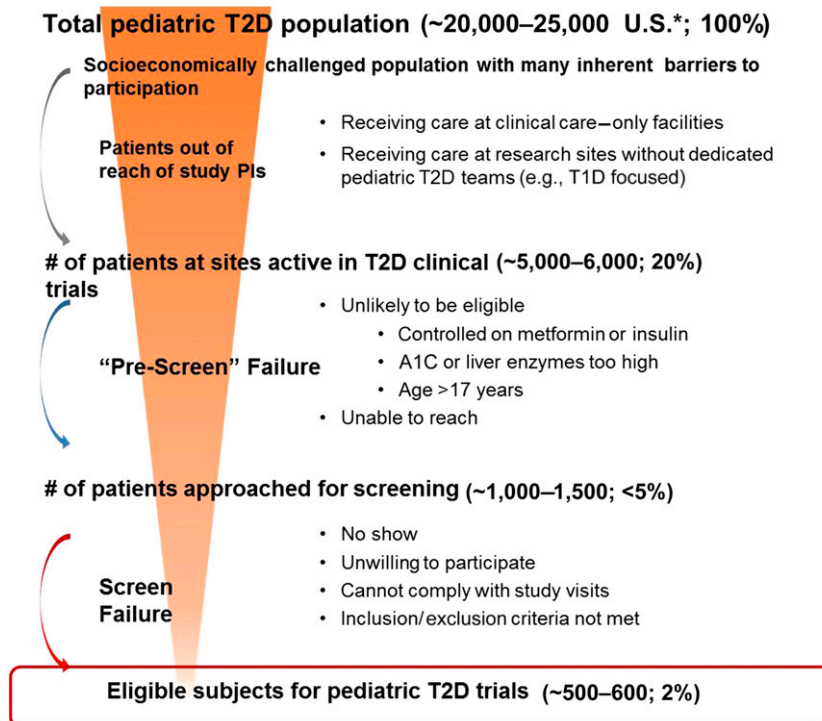 Total pediatric T2D population (~20,000–25,000 U.S.*; 100%)
Socioeconomically challenged population with many inherent barriers to
participation
Patients out of
reach of study PIs
• Receiving care at clinical care–only facilities
• Receiving care at research sites without dedicated
pediatric T2D teams (e.g., T1D focused)
# of patients at sites active in T2D clinical (~5,000–6,000; 20%)
trials
“Pre-Screen” Failure
• Unlikely to be eligible
• Controlled on metformin or insulin
• A1C or liver enzymes too high
• Age >17 years
• Unable to reach
# of patients approached for screening (~1,000–1,500; <5%)
Screen
Failure
• No show
• Unwilling to participate
• Cannot comply with study visits
• Inclusion/exclusion criteria not met
Eligible subjects for pediatric T2D trials (~500–600; 2%)